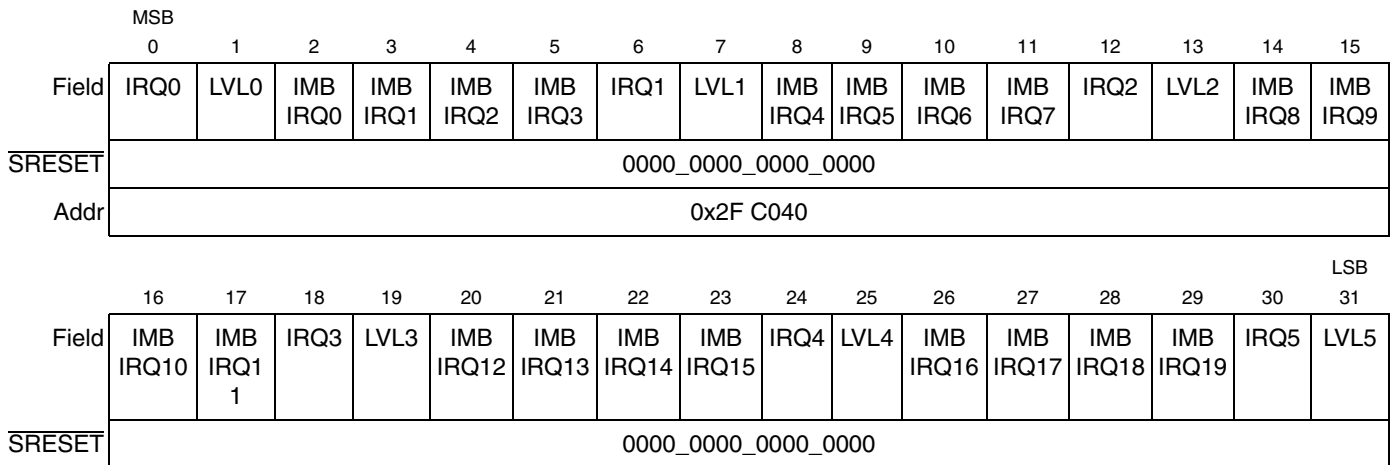 MSB
0 1 2 3 4 5 6 7 8 9 10 11 12 13 14 15
Field IRQ0 LVL0 IMB IMB IMB IMB IRQ1 LVL1 IMB IMB IMB IMB IRQ2 LVL2 IMB IMB
IRQ0 IRQ1 IRQ2 IRQ3 IRQ4 IRQ5 IRQ6 IRQ7 IRQ8 IRQ9
SRESET 0000_0000_0000_0000
Addr 0x2F C040
LSB
16 17 18 19 20 21 22 23 24 25 26 27 28 29 30 31
Field IMB IMB IRQ3 LVL3 IMB IMB IMB IMB IRQ4 LVL4 IMB IMB IMB IMB IRQ5 LVL5
IRQ10 IRQ1 IRQ12 IRQ13 IRQ14 IRQ15 IRQ16 IRQ17 IRQ18 IRQ19
1
SRESET 0000_0000_0000_0000